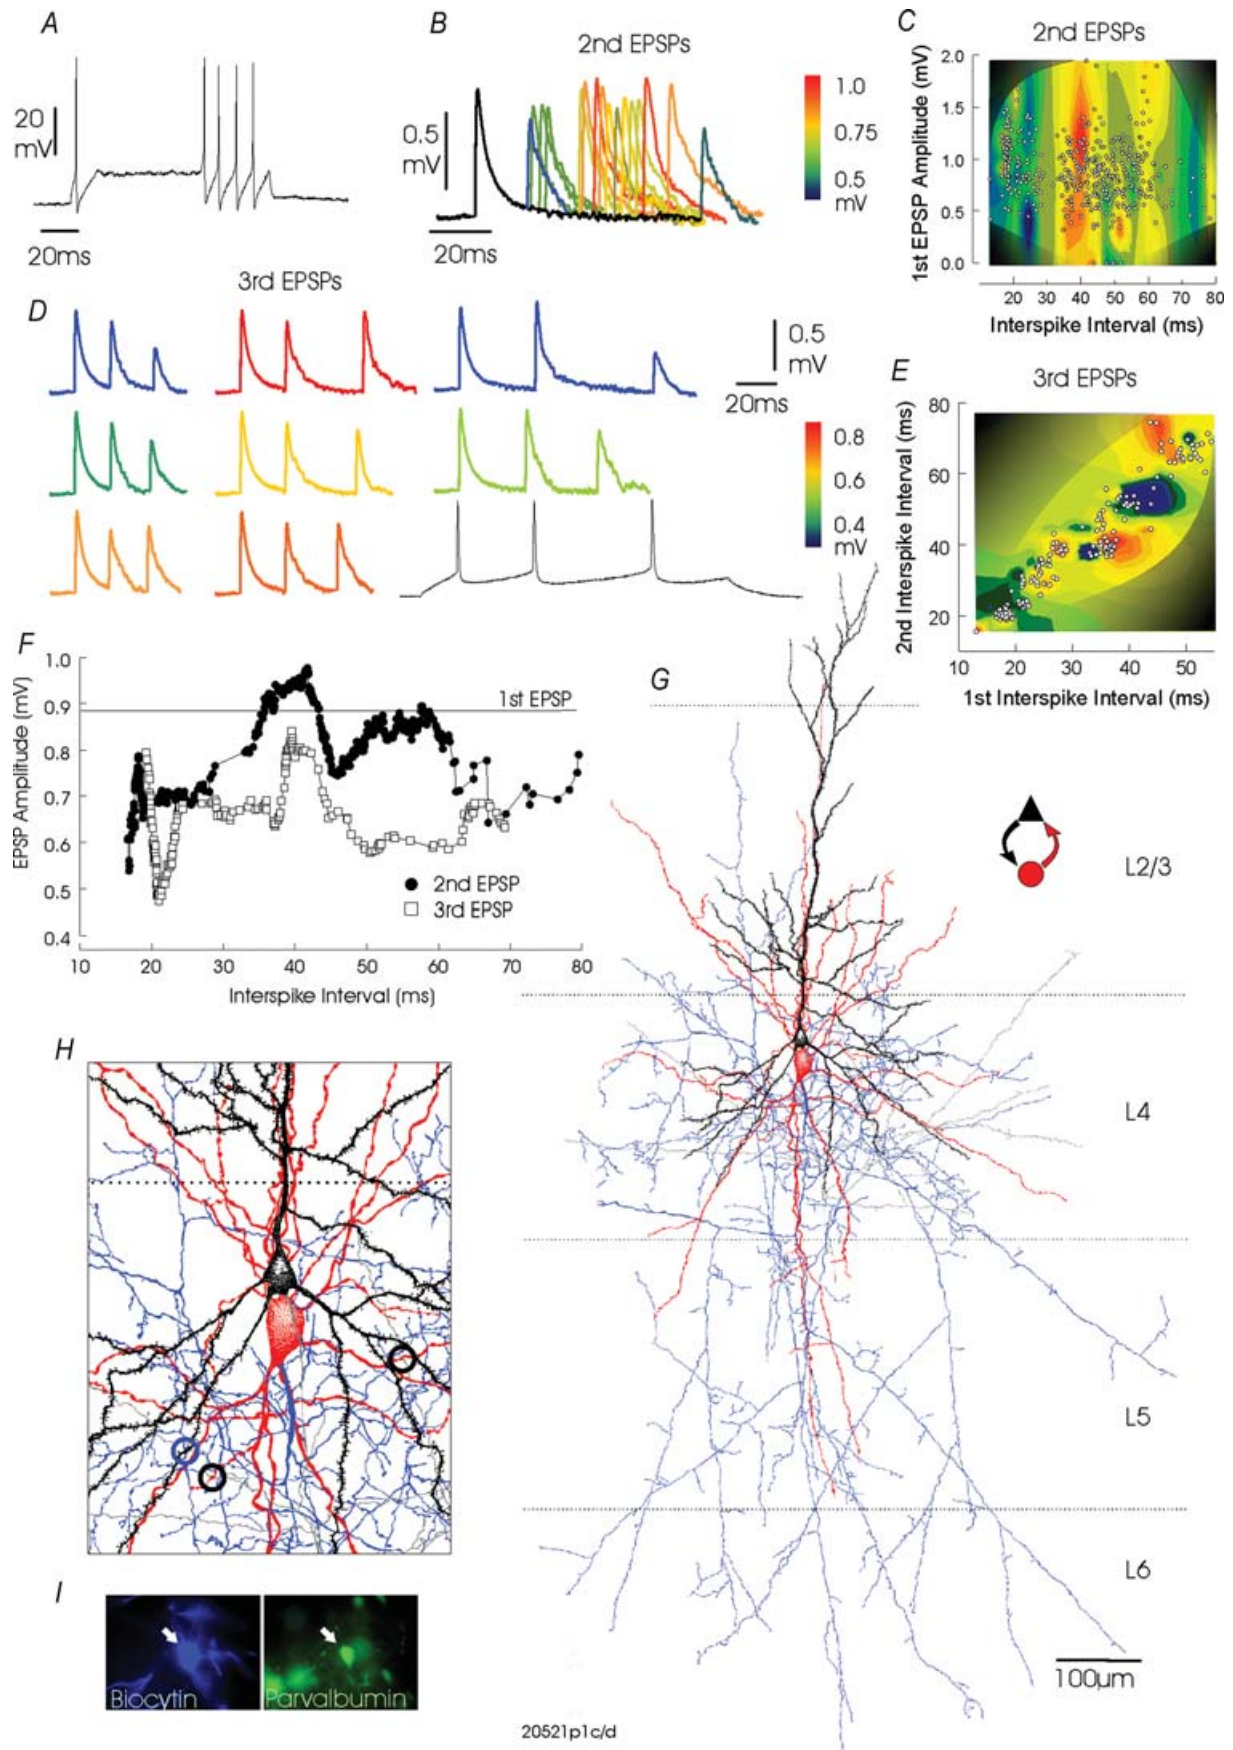 A
20
mV
20ms
B
2nd EPSPs
0.5
mV
20ms
1.0
0.75
0.5
mV
C
2nd EPSPs
1st EPSP Amplitude (mV)
2.0
1.5
1.0
0.5
0.0
20 30 40 50 60 70 80
Interspike Interval (ms)
D
3rd EPSPs
0.5
mV
20ms
0.8
0.6
0.4
mV
E
3rd EPSPs
2nd Interspike Interval (ms)
80
60
40
20
10 20 30 40 50
1st Interspike Interval (ms)
F
EPSP Amplitude (mV)
1.0
0.9
0.8
0.7
0.6
0.5
0.4
1st EPSP
2nd EPSP
3rd EPSP
10 20 30 40 50 60 70 80
Interspike Interval (ms)
G
L2/3
L4
L5
L6
100µm
H
I
Biocytin
Parvalbumin
20521p1c/d